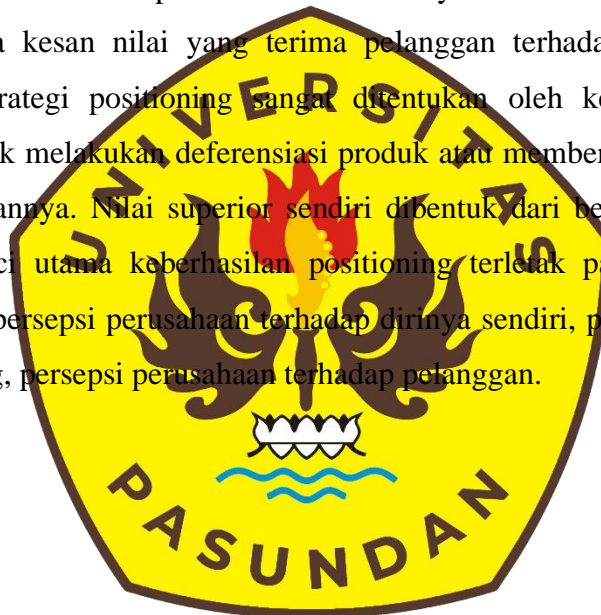 a kesan nilai yang terima pelanggan terhada
trategi positioning sangat ditentukan oleh ke
k melakukan deferensiasi produk atau member
annya. Nilai superior sendiri dibentuk dari be
ci utama keberhasilan positioning terletak pa
persepsi perusahaan terhadap dirinya sendiri, p
g, persepsi perusahaan terhadap pelanggan.
UNIVERSITAS
PASUNDAN